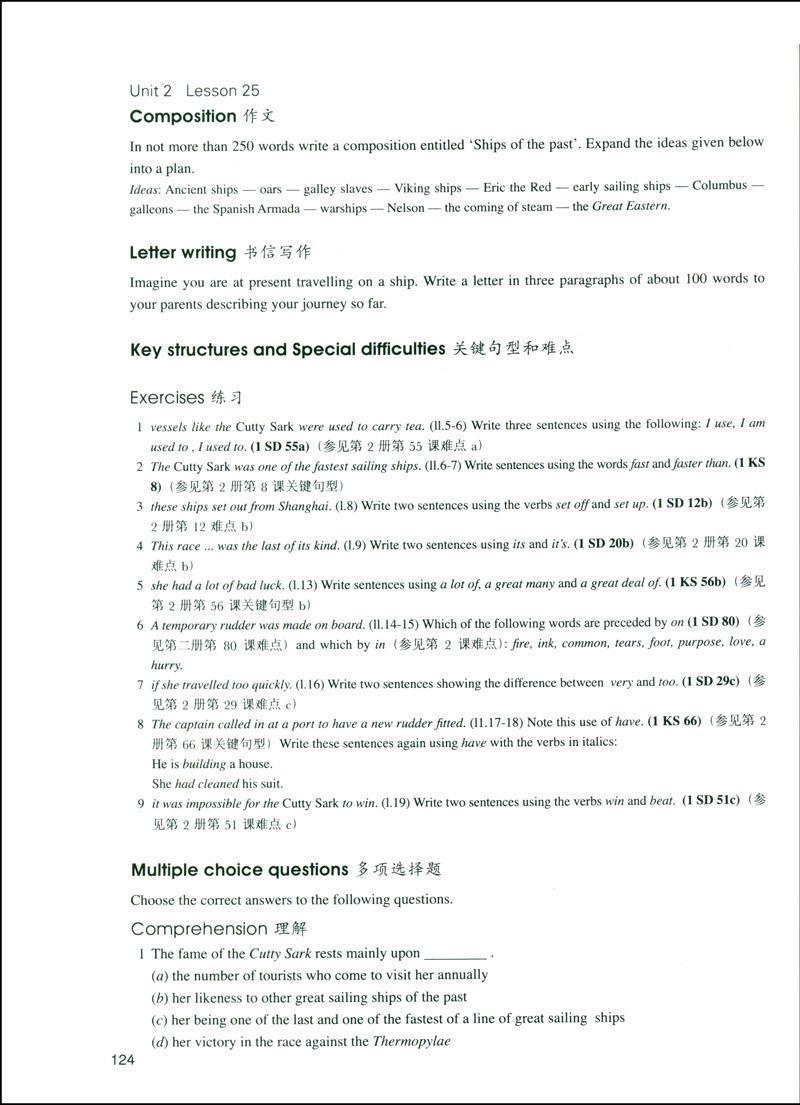 Unit 2 Lesson 25
Composition 作文
In not more than 250 words write a composition entitled ‘Ships of the past’. Expand the ideas given below
into a plan.
Ideas: Ancient ships — oars — galley slaves — Viking ships — Eric the Red — early sailing ships — Columbus —
galleons — the Spanish Armada — warships — Nelson — the coming of steam — the Great Eastern.
Letter writing 书信写作
Imagine you are at present travelling on a ship. Write a letter in three paragraphs of about 100 words to
your parents describing your journey so far.
Key structures and Special difficulties 关键句型和难点
Exercises 练习
1 vessels like the Cutty Sark were used to carry tea. (ll.5-6) Write three sentences using the following: I use, I am
used to , I used to. (1 SD 55a)（参见第 2 册第 55 课难点 a）
2 The Cutty Sark was one of the fastest sailing ships. (ll.6-7) Write sentences using the words fast and faster than. (1 KS
8)（参见第 2 册第 8 课关键句型）
3 these ships set out from Shanghai. (l.8) Write two sentences using the verbs set off and set up. (1 SD 12b)（参见第
2 册第 12 难点 b）
4 This race ... was the last of its kind. (l.9) Write two sentences using its and it's. (1 SD 20b)（参见第 2 册第 20 课
难点 b）
5 she had a lot of bad luck. (l.13) Write sentences using a lot of, a great many and a great deal of. (1 KS 56b)（参见
第 2 册第 56 课关键句型 b）
6 A temporary rudder was made on board. (ll.14-15) Which of the following words are preceded by on (1 SD 80)（参
见第二册第 80 课难点）and which by in（参见第 2 课难点）: fire, ink, common, tears, foot, purpose, love, a
hurry.
7 if she travelled too quickly. (l.16) Write two sentences showing the difference between very and too. (1 SD 29c)（参
见第 2 册第 29 课难点 c）
8 The captain called in at a port to have a new rudder fitted. (11.17-18) Note this use of have. (1 KS 66)（参见第 2
册第 66 课关键句型）Write these sentences again using have with the verbs in italics:
He is building a house.
She had cleaned his suit.
9 it was impossible for the Cutty Sark to win. (l.19) Write two sentences using the verbs win and beat. (1 SD 51c)（参
见第 2 册第 51 课难点 c）
Multiple choice questions 多项选择题
Choose the correct answers to the following questions.
Comprehension 理解
1 The fame of the Cutty Sark rests mainly upon ________ .
(a) the number of tourists who come to visit her annually
(b) her likeness to other great sailing ships of the past
(c) her being one of the last and one of the fastest of a line of great sailing ships
(d) her victory in the race against the Thermopylae
124